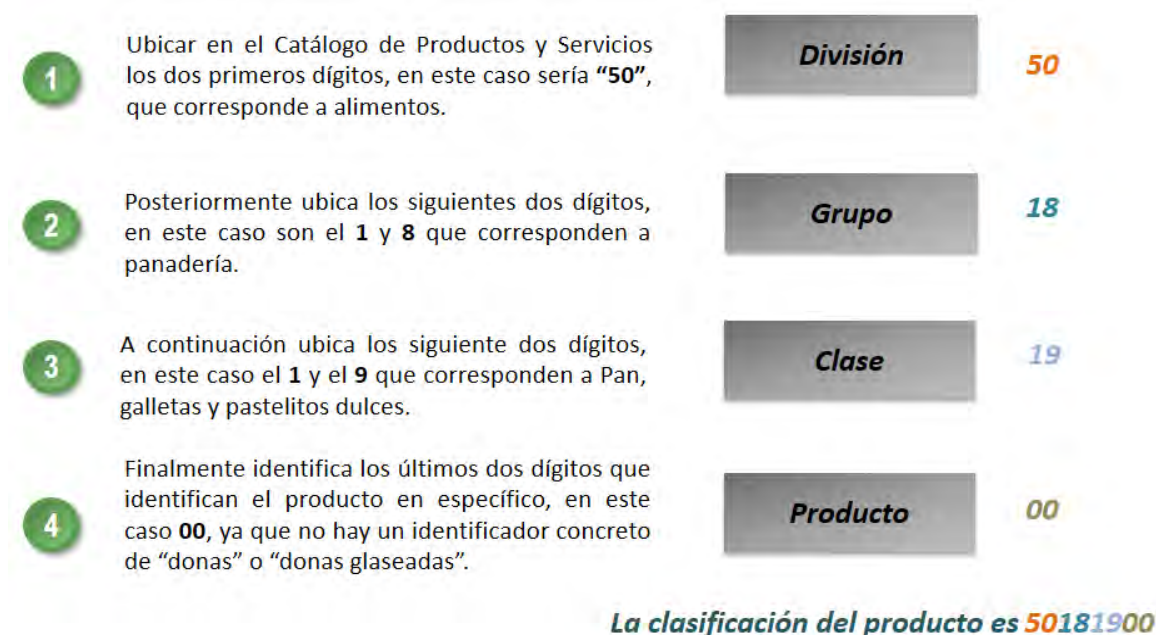 1
Ubicar en el Catálogo de Productos y Servicios
los dos primeros dígitos, en este caso sería “50”,
que corresponde a alimentos.
División
50
2
Posteriormente ubica los siguientes dos dígitos,
en este caso son el 1 y 8 que corresponden a
panadería.
Grupo
18
3
A continuación ubica los siguiente dos dígitos,
en este caso el 1 y el 9 que corresponden a Pan,
galletas y pastelitos dulces.
Clase
19
4
Finalmente identifica los últimos dos dígitos que
identifican el producto en específico, en este
caso 00, ya que no hay un identificador concreto
de “donas” o “donas glaseadas”.
Producto
00
La clasificación del producto es 50181900